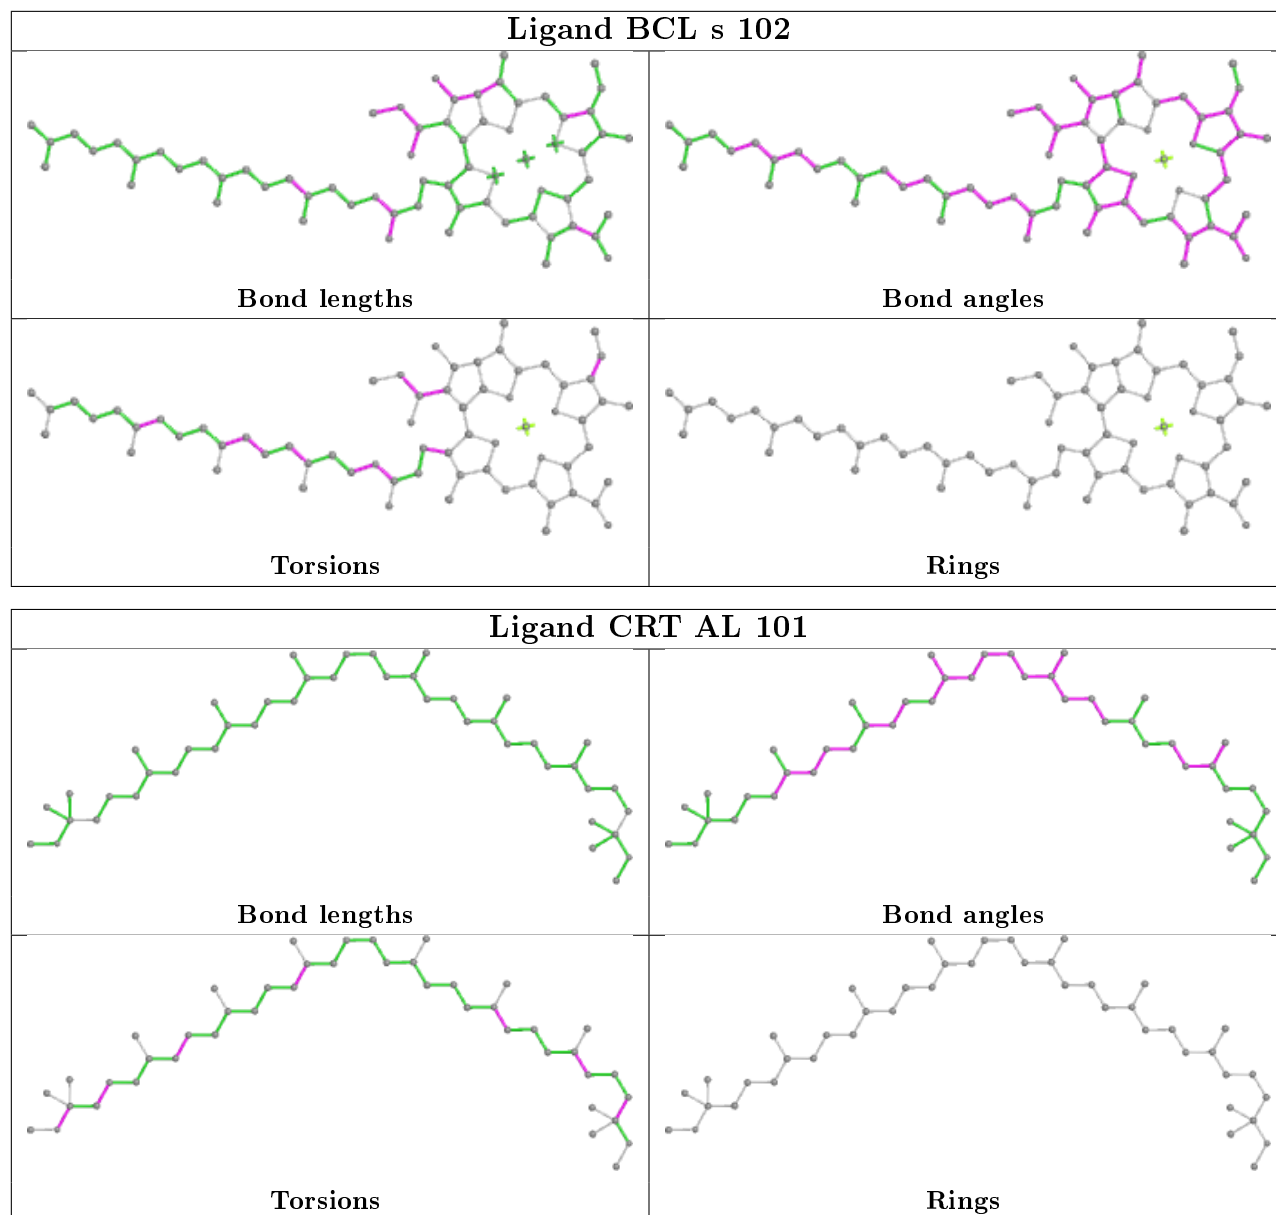 Ligand BCL s 102
Bond lengths
Bond angles
Torsions
Rings
Ligand CRT AL 101
Bond lengths
Bond angles
Torsions
Rings